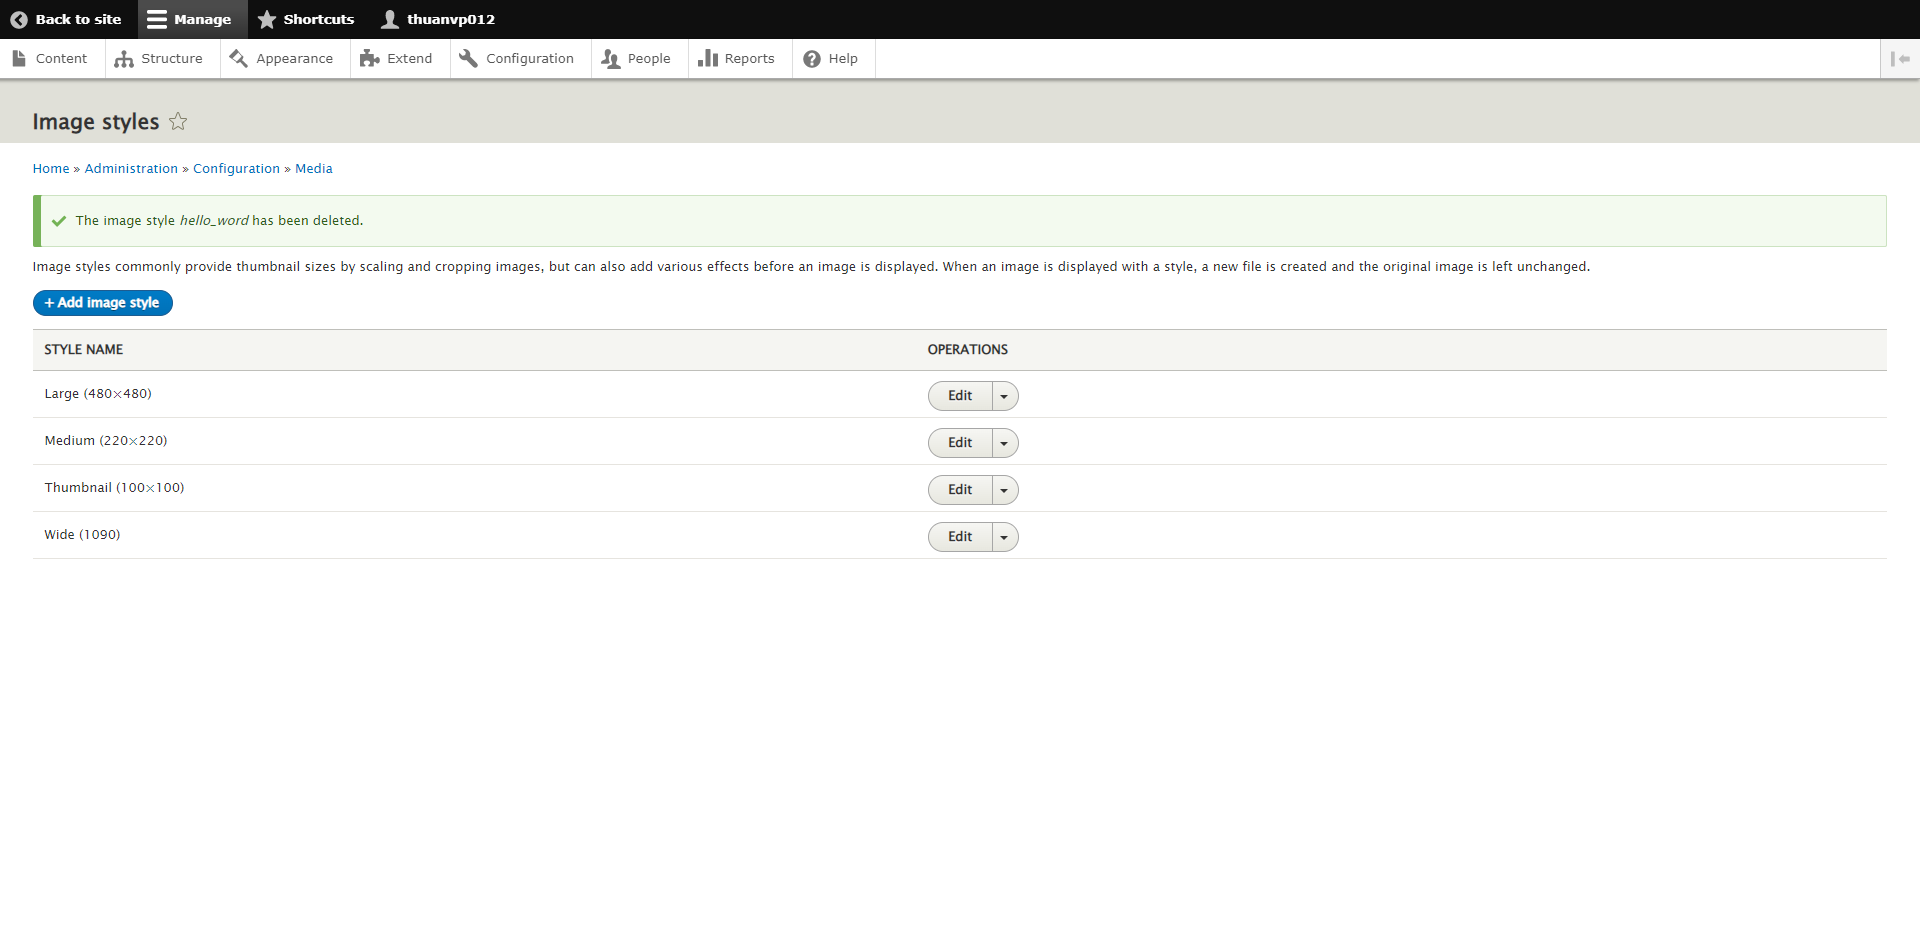 Back to site Manage Shortcuts thuanvp012
Content Structure Appearance Extend Configuration People Reports Help
Image styles
Home » Administration » Configuration » Media
The image style hello_word has been deleted.
Image styles commonly provide thumbnail sizes by scaling and cropping images, but can also add various effects before an image is displayed. When an image is displayed with a style, a new file is created and the original image is left unchanged.
+ Add image style
STYLE NAME OPERATIONS
Large (480×480) Edit
Medium (220×220) Edit
Thumbnail (100×100) Edit
Wide (1090) Edit